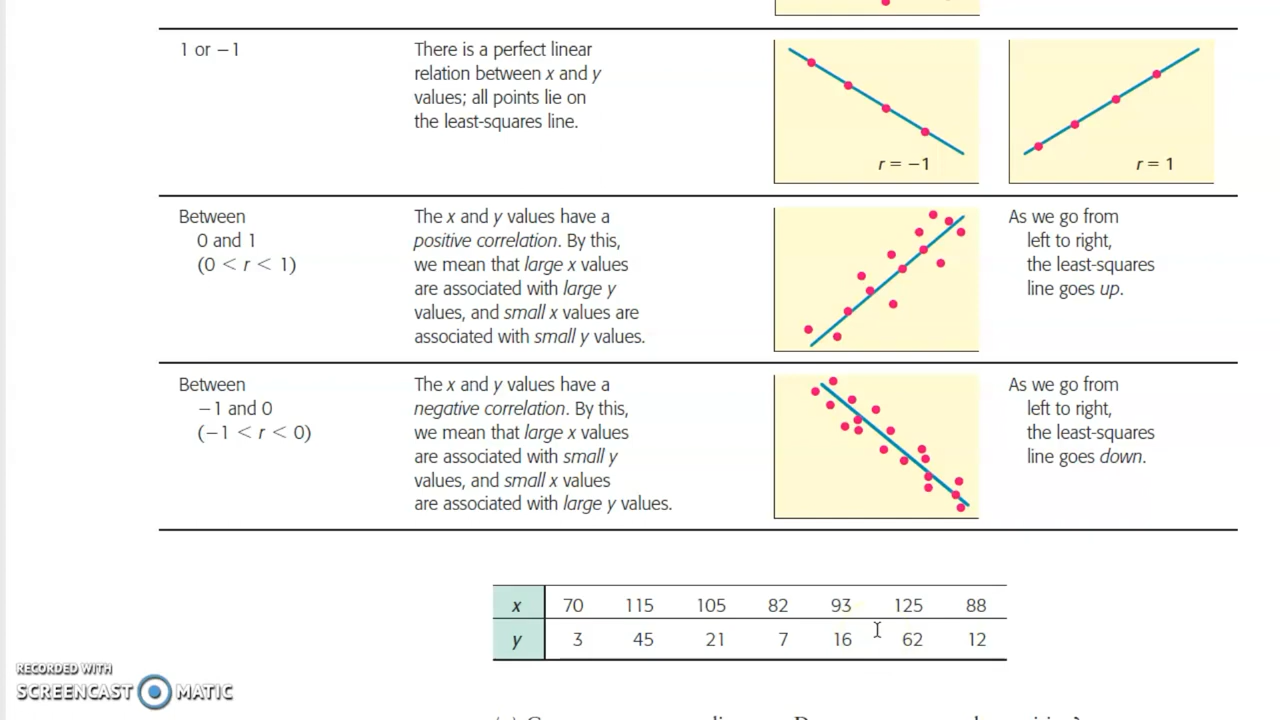 1 or −1
There is a perfect linear
relation between x and y
values; all points lie on
the least-squares line.
r = −1
r = 1
Between
0 and 1
(0 < r < 1)
The x and y values have a
positive correlation. By this,
we mean that large x values
are associated with large y
values, and small x values are
associated with small y values.
As we go from
left to right,
the least-squares
line goes up.
Between
−1 and 0
(−1 < r < 0)
The x and y values have a
negative correlation. By this,
we mean that large x values
are associated with small y
values, and small x values
are associated with large y values.
As we go from
left to right,
the least-squares
line goes down.
x 70 115 105 82 93 125 88
y 3 45 21 7 16 62 12
RECORDED WITH
SCREENCAST MATIC